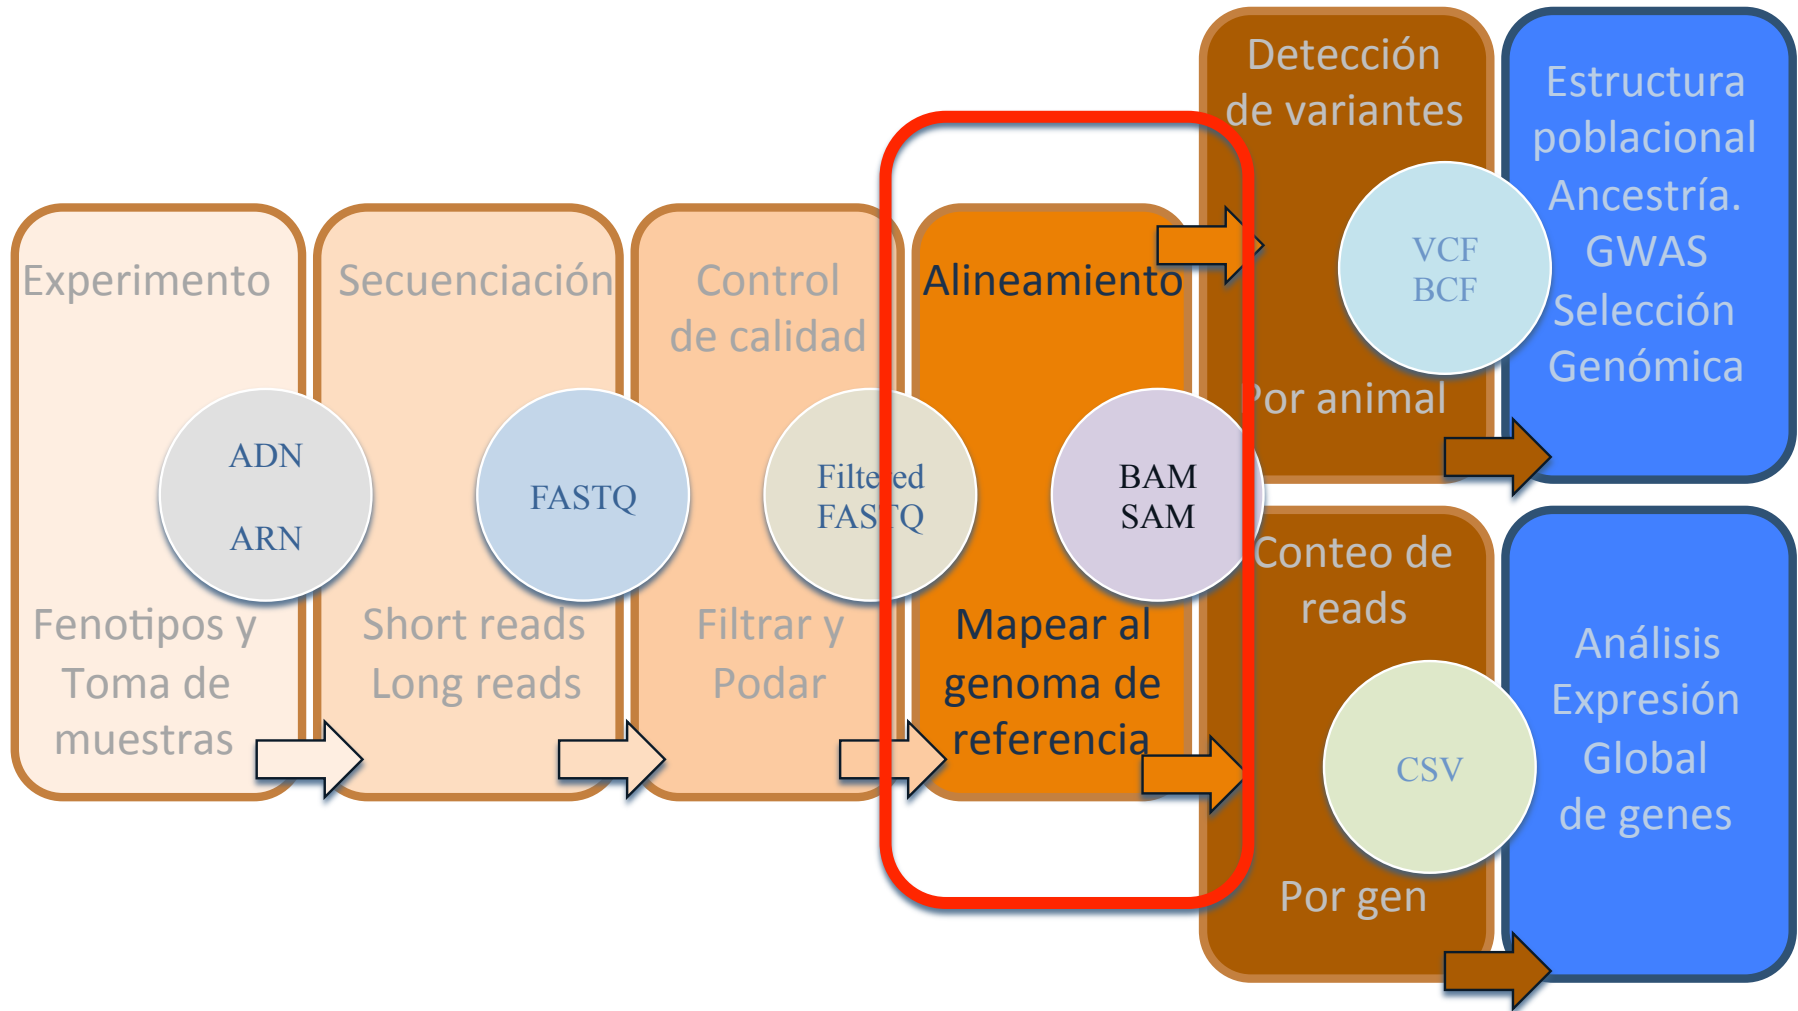 Experimento
ADN
ARN
Fenotipos y
Toma de
muestras
Secuenciación
FASTQ
Short reads
Long reads
Control
de calidad
Filtered
FASTQ
Filtrar y
Podar
Alineamiento
BAM
SAM
Mapear al
genoma de
referencia
Detección
de variantes
VCF
BCF
Por animal
Estructura
poblacional
Ancestría.
GWAS
Selección
Genómica
Conteo de
reads
CSV
Por gen
Análisis
Expresión
Global
de genes